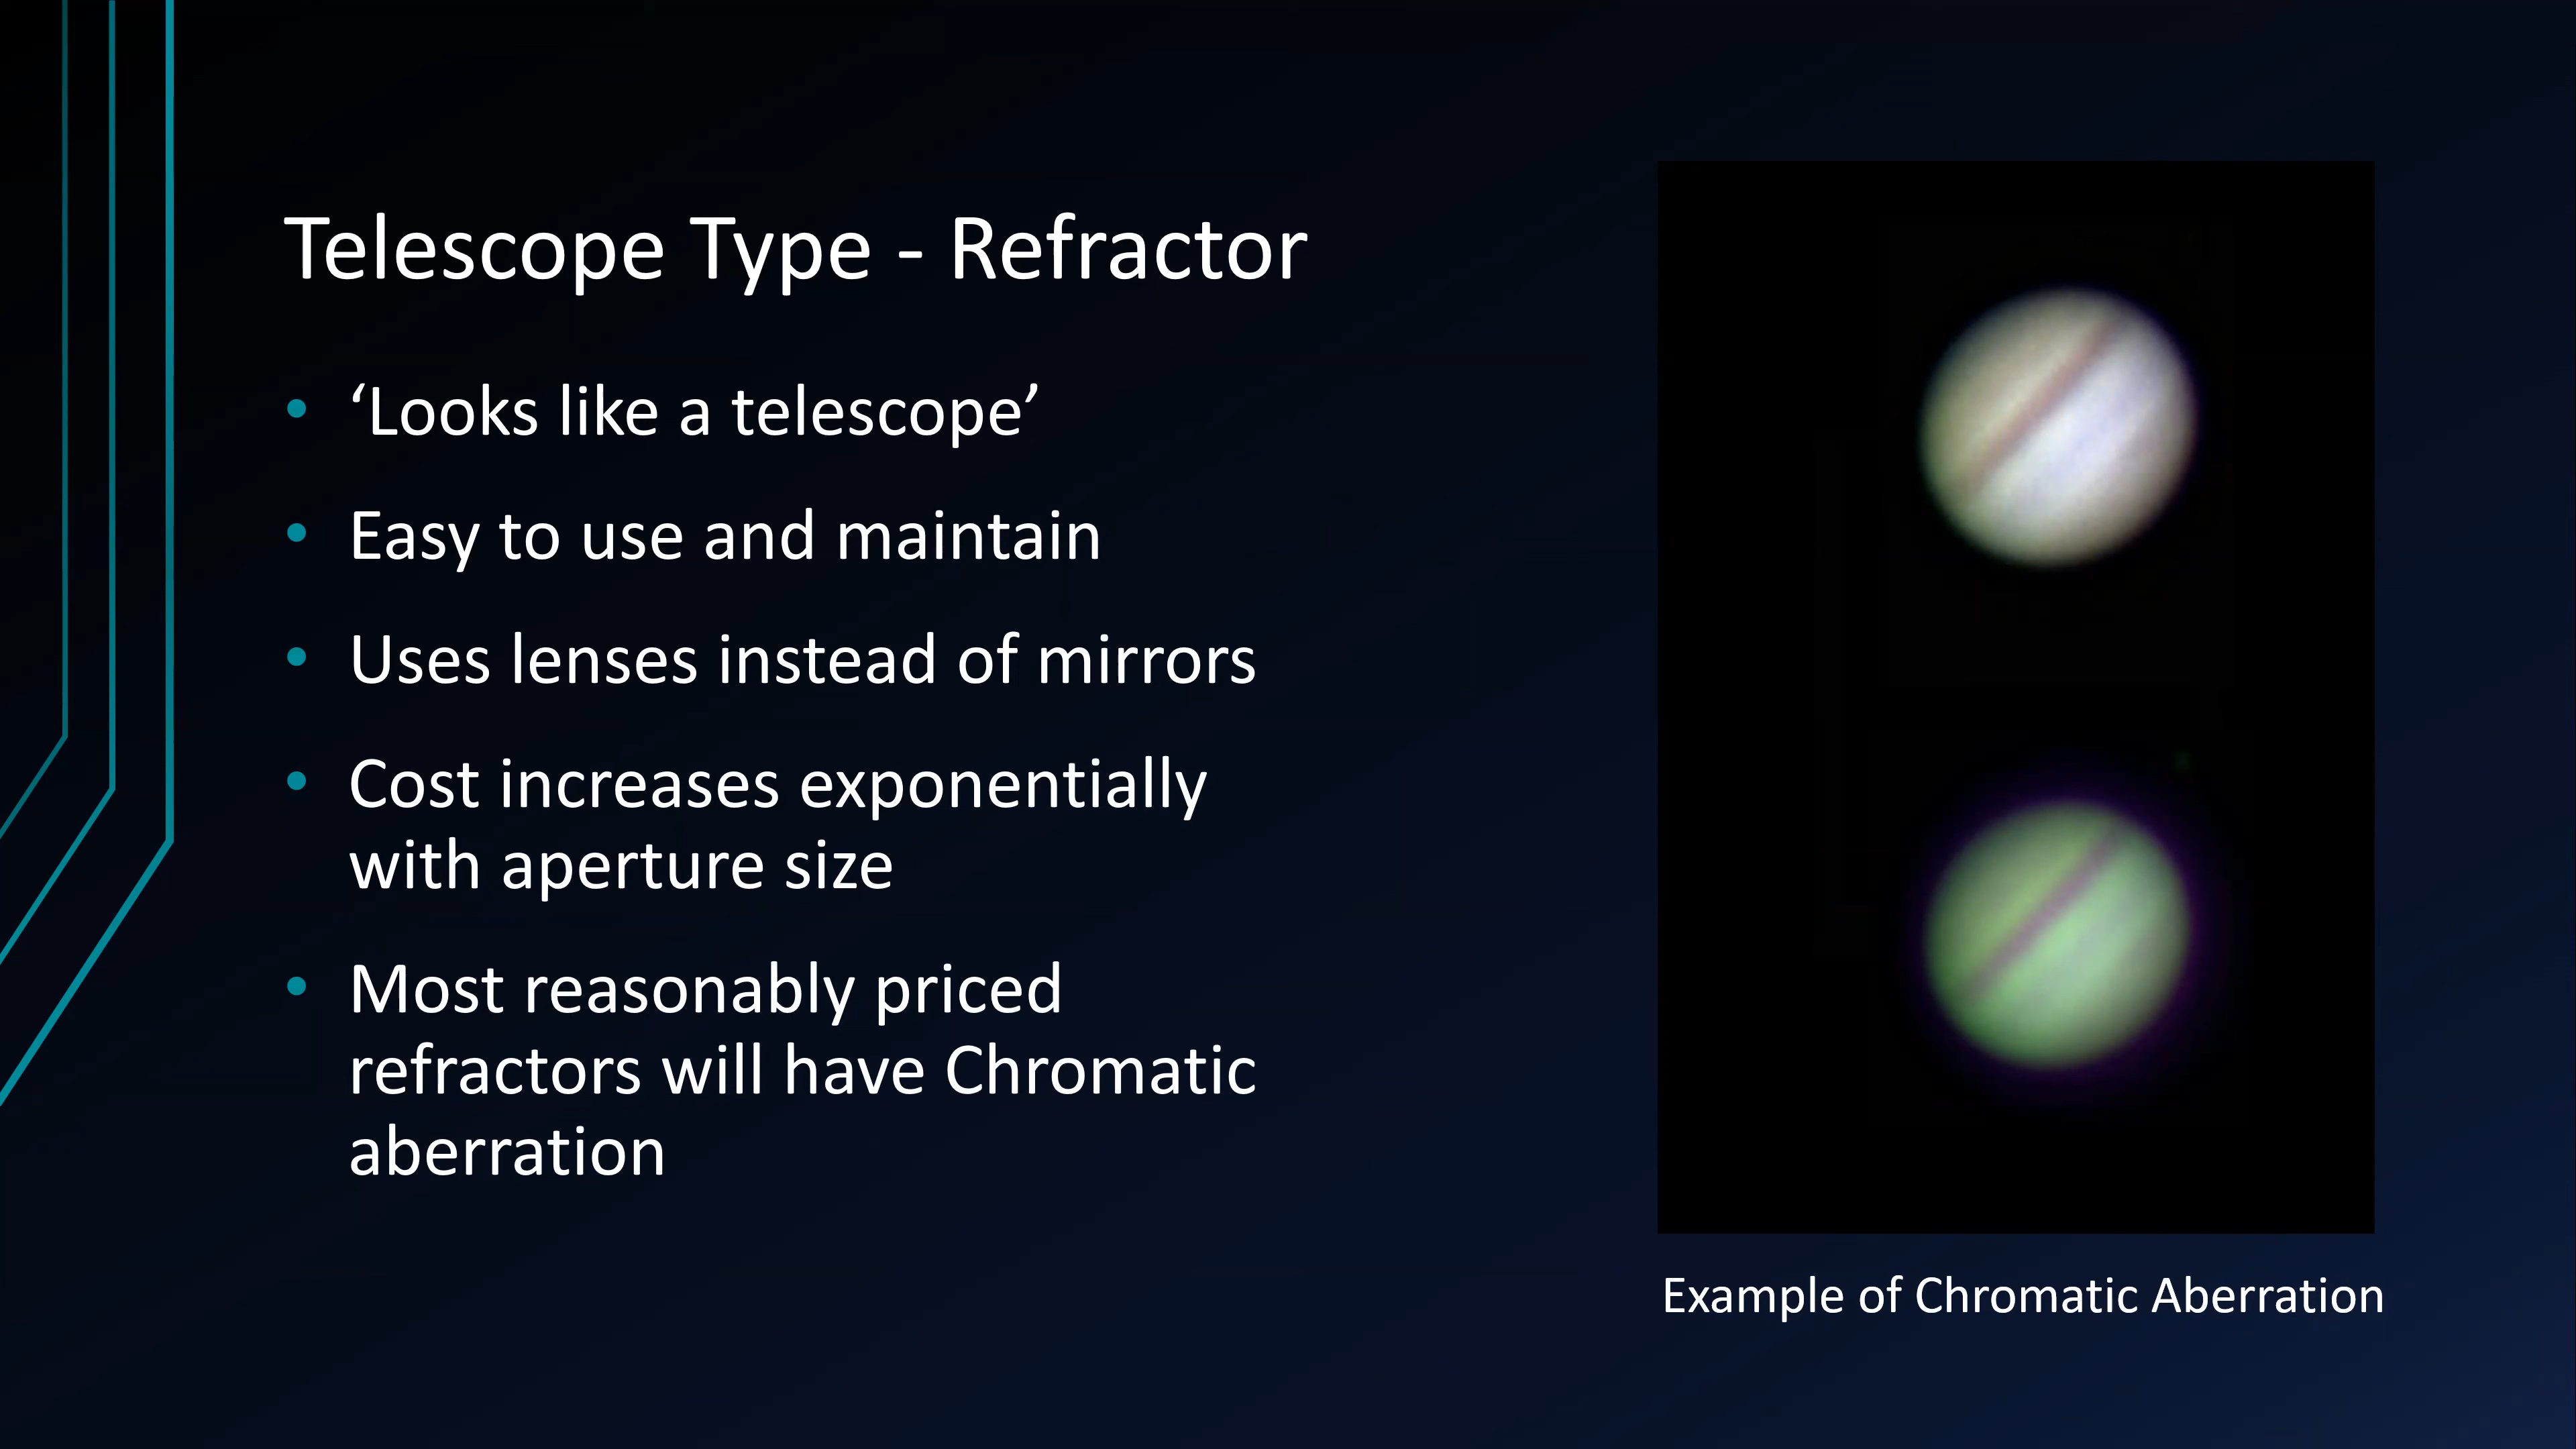 Telescope Type - Refractor
• ‘Looks like a telescope’
• Easy to use and maintain
• Uses lenses instead of mirrors
• Cost increases exponentially
with aperture size
• Most reasonably priced
refractors will have Chromatic
aberration
Example of Chromatic Aberration